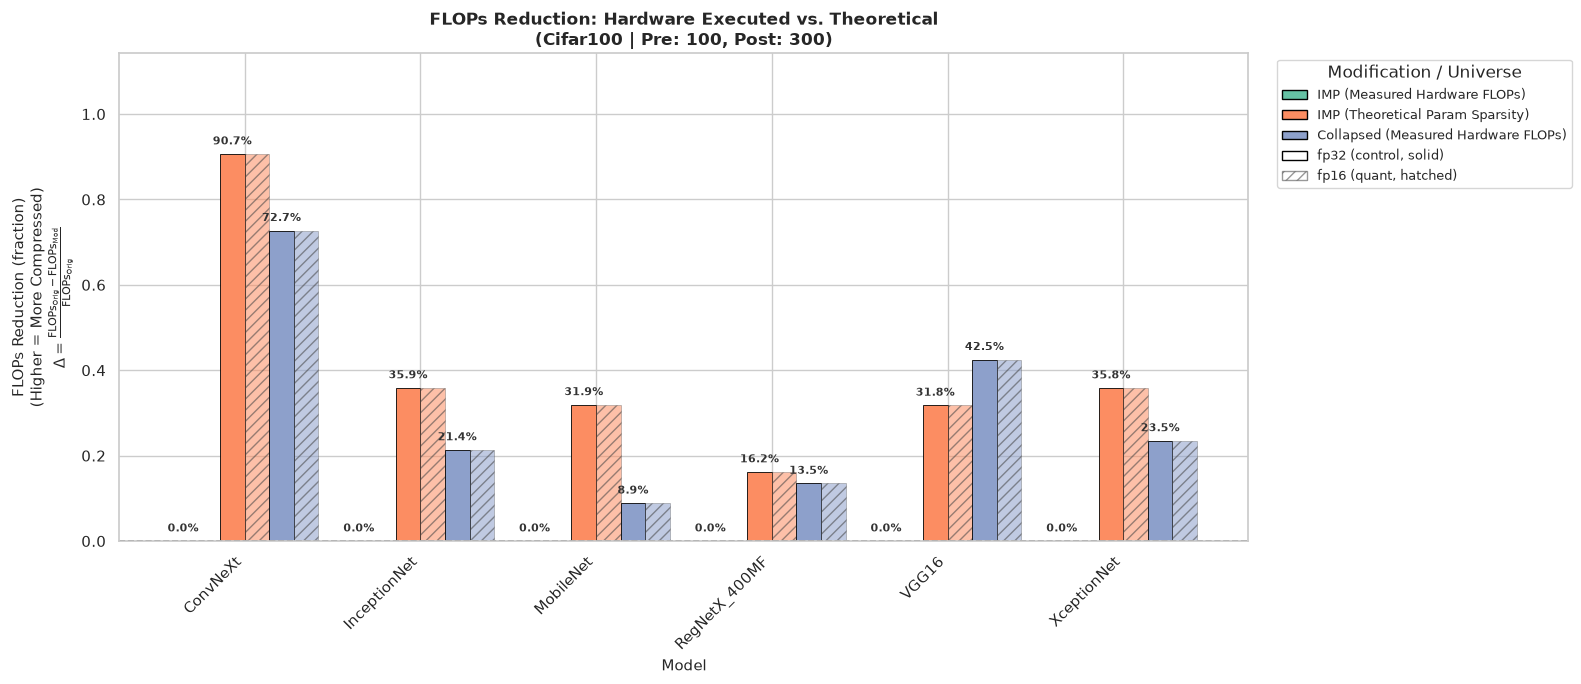 FLOPs Reduction: Hardware Executed vs. Theoretical
(Cifar100 | Pre: 100, Post: 300)
FLOPs Reduction (fraction)
(Higher = More Compressed)
Δ = (FLOPs_Orig − FLOPs_Mod) / FLOPs_Orig
1.0
0.8
0.6
0.4
0.2
0.0
0.0% 90.7% 72.7%
0.0% 35.9% 21.4%
0.0% 31.9% 8.9%
0.0% 16.2% 13.5%
0.0% 31.8% 42.5%
0.0% 35.8% 23.5%
ConvNeXt
InceptionNet
MobileNet
RegNetX_400MF
VGG16
XceptionNet
Model
Modification / Universe
IMP (Measured Hardware FLOPs)
IMP (Theoretical Param Sparsity)
Collapsed (Measured Hardware FLOPs)
fp32 (control, solid)
fp16 (quant, hatched)